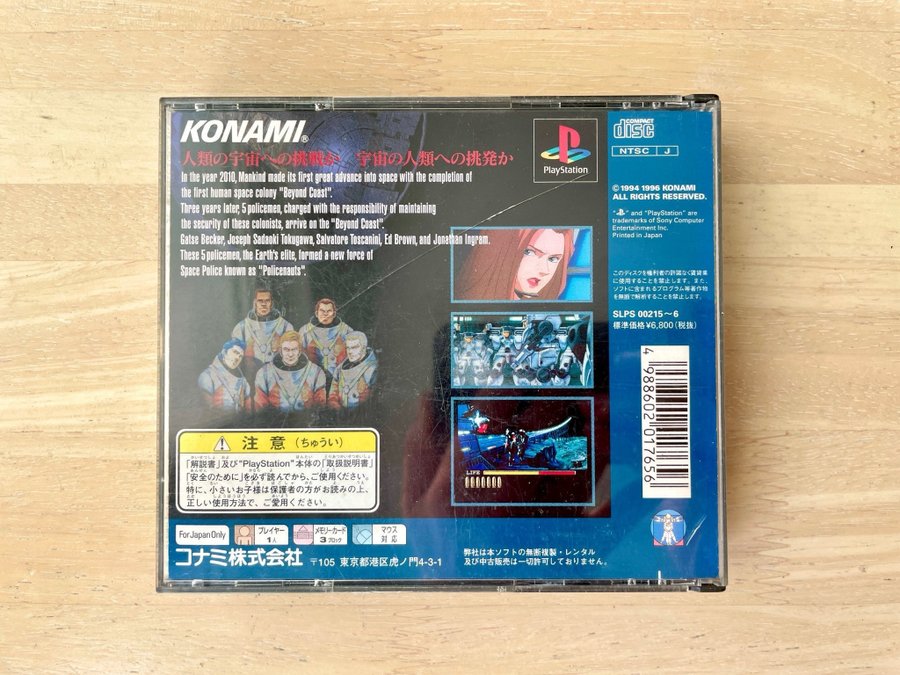 KONAMI®
人類の宇宙への挑戦か 宇宙の人類への挑発か
In the year 2010, Mankind made its first great advance into space with the completion of
the first human space colony "Beyond Coast".
Three years later, 5 policemen, charged with the responsibility of maintaining
the security of these colonists, arrive on the "Beyond Coast".
Gatse Becker, Joseph Sadaoki Tokugawa, Salvatore Toscanini, Ed Brown, and Jonathan Ingram.
These 5 policemen, the Earth's elite, formed a new force of
Space Police known as "Policenauts".
PlayStation
COMPACT
disc
NTSC J
© 1994 1996 KONAMI
ALL RIGHTS RESERVED.
"PS" and "PlayStation" are
trademarks of Sony Computer
Entertainment Inc.
Printed in Japan
このディスクを権利者の許諾なく賃貸業
に使用することを禁止します。また、
ソフトに含まれるプログラム等著作物
を無断で解析することを禁止します。
SLPS 00215～6
標準価格¥6,800(税抜)
4988602017656
LIFE
注意(ちゅうい)
「解説書」及び"PlayStation"本体の「取扱説明書」
「安全のために」を必ず読んでから、ご使用ください。
特に、小さいお子様は保護者の方がお読みの上、
正しい使用方法で、ご愛用ください。
For Japan Only
プレイヤー
1人
メモリーカード
3ブロック
マウス
対応
コナミ株式会社 〒105 東京都港区虎ノ門4-3-1
弊社は本ソフトの無断複製・レンタル
及び中古販売は一切許可しておりません。